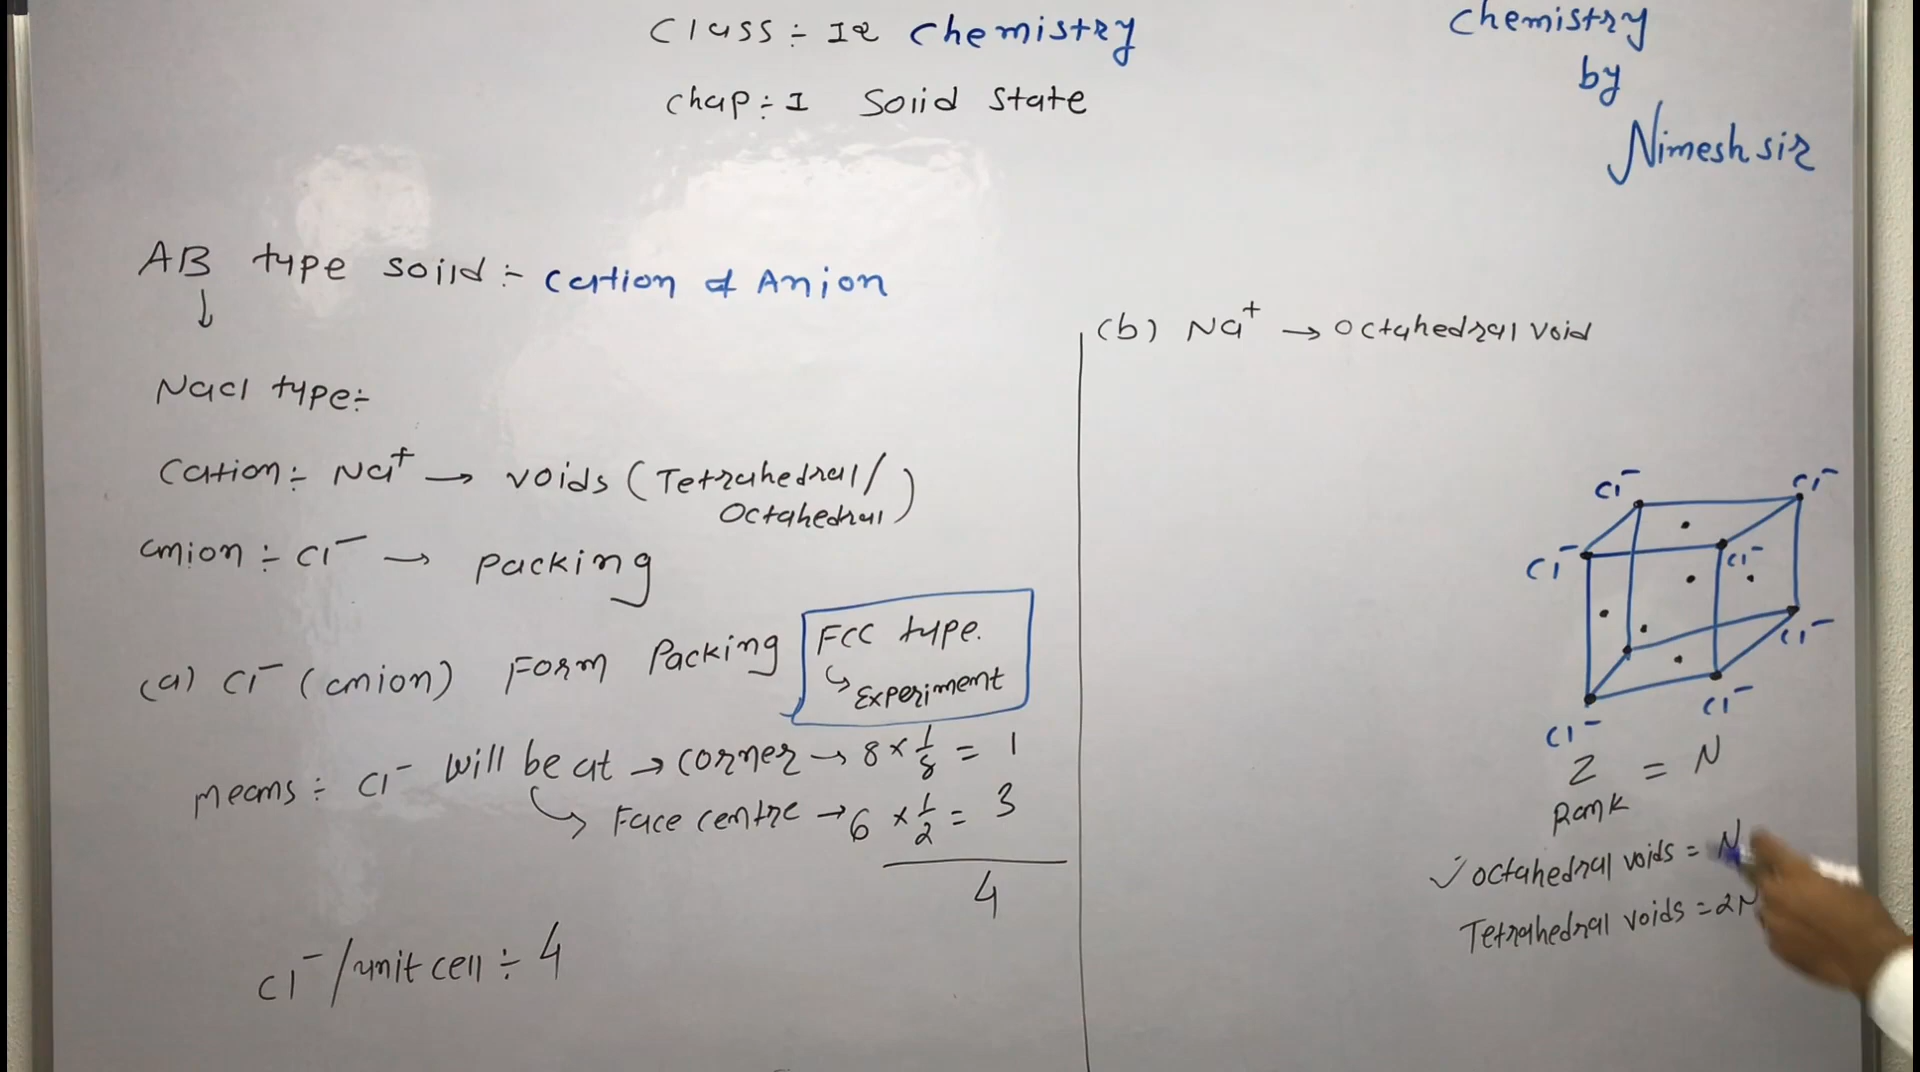 Class ÷ 12 Chemistry
Chap ÷ 1 Solid State
Chemistry
by
Nimesh sir
AB type solid ÷ Cation & Anion
↓
NaCl type ÷
Cation ÷ Na⁺ → voids (Tetrahedral/
Octahedral)
anion ÷ Cl⁻ → packing
(a) Cl⁻ (anion) Form Packing FCC type.
↳ Experiment
means ÷ Cl⁻ will be at → corner → 8 × 1/8 = 1
↳ Face centre → 6 × 1/2 = 3
4
Cl⁻/unit cell ÷ 4
(b) Na⁺ → Octahedral void
Cl⁻ Cl⁻
Cl⁻ Cl⁻
Cl⁻
Cl⁻ Cl⁻
Z = N
Rank
✓ Octahedral voids = N
Tetrahedral voids = 2N